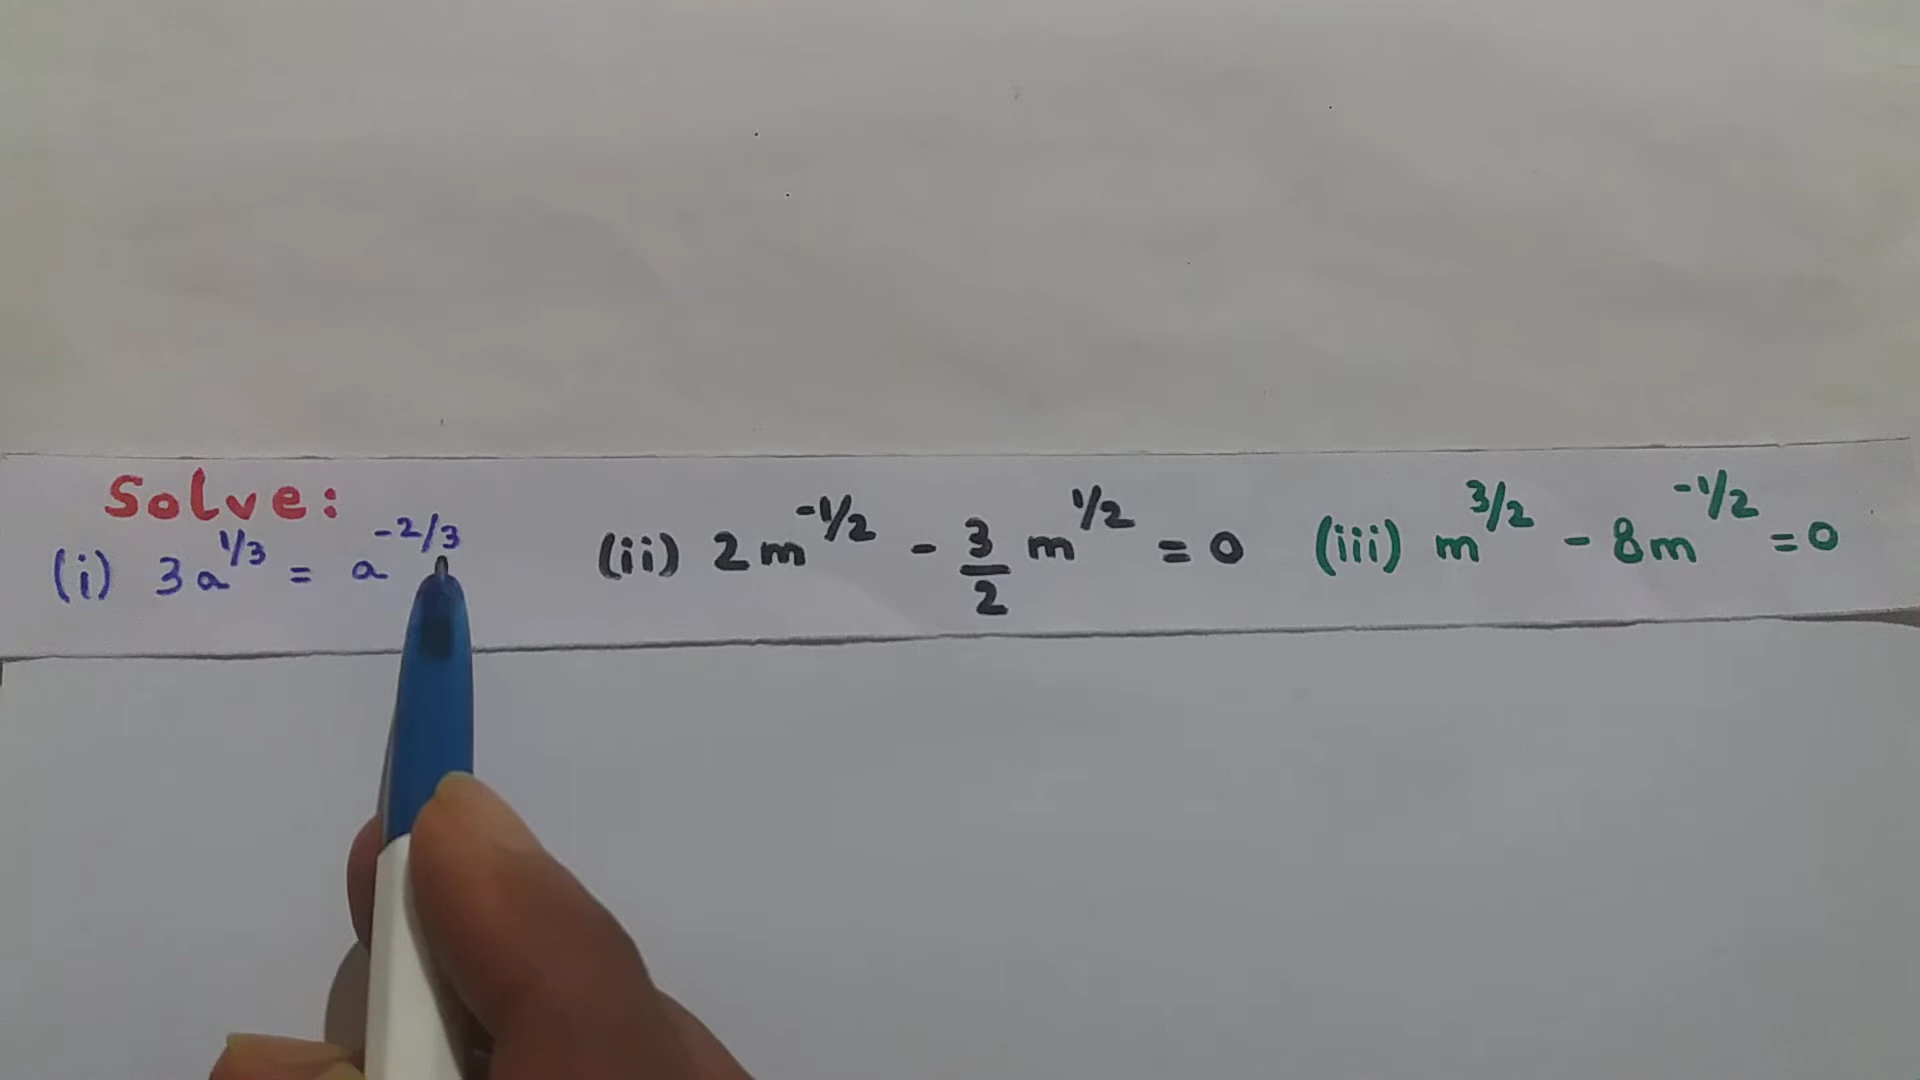 Solve:
(i) 3a^{1/3} = a^{-2/3} (ii) 2m^{-1/2} - \frac{3}{2} m^{1/2} = 0 (iii) m^{3/2} - 8m^{-1/2} = 0